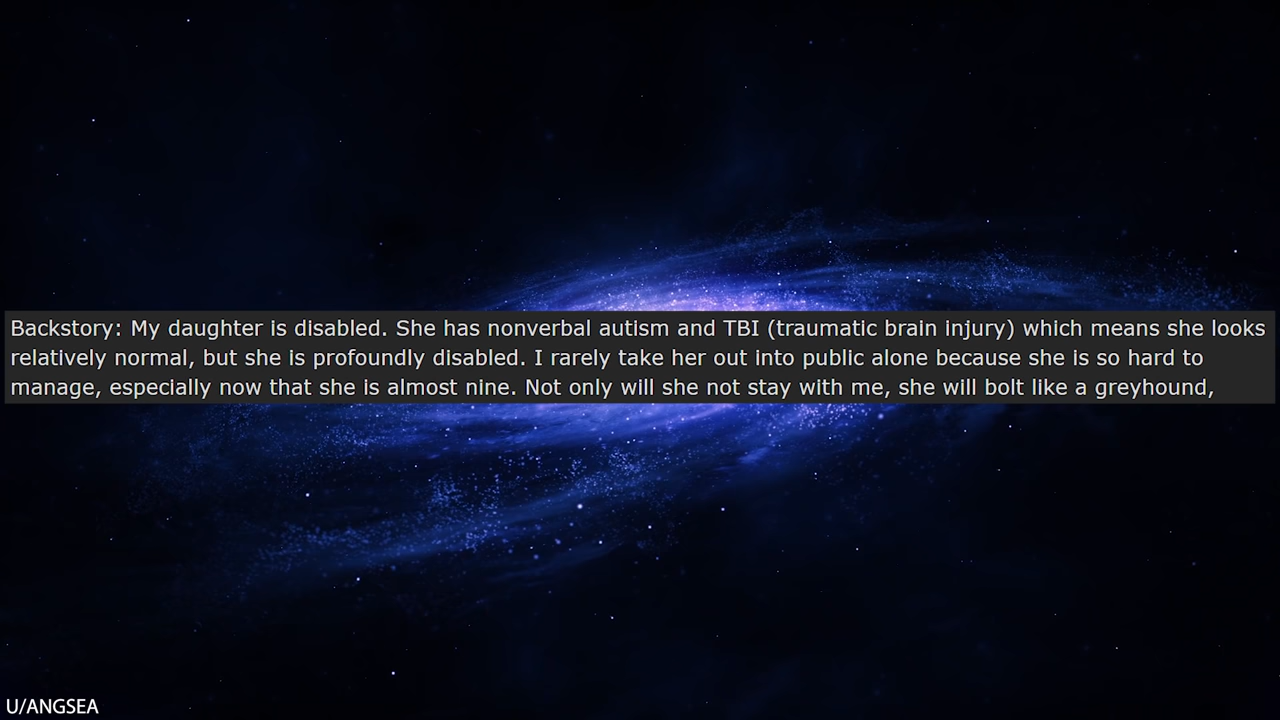 Backstory: My daughter is disabled. She has nonverbal autism and TBI (traumatic brain injury) which means she looks
relatively normal, but she is profoundly disabled. I rarely take her out into public alone because she is so hard to
manage, especially now that she is almost nine. Not only will she not stay with me, she will bolt like a greyhound,
U/ANGSEA